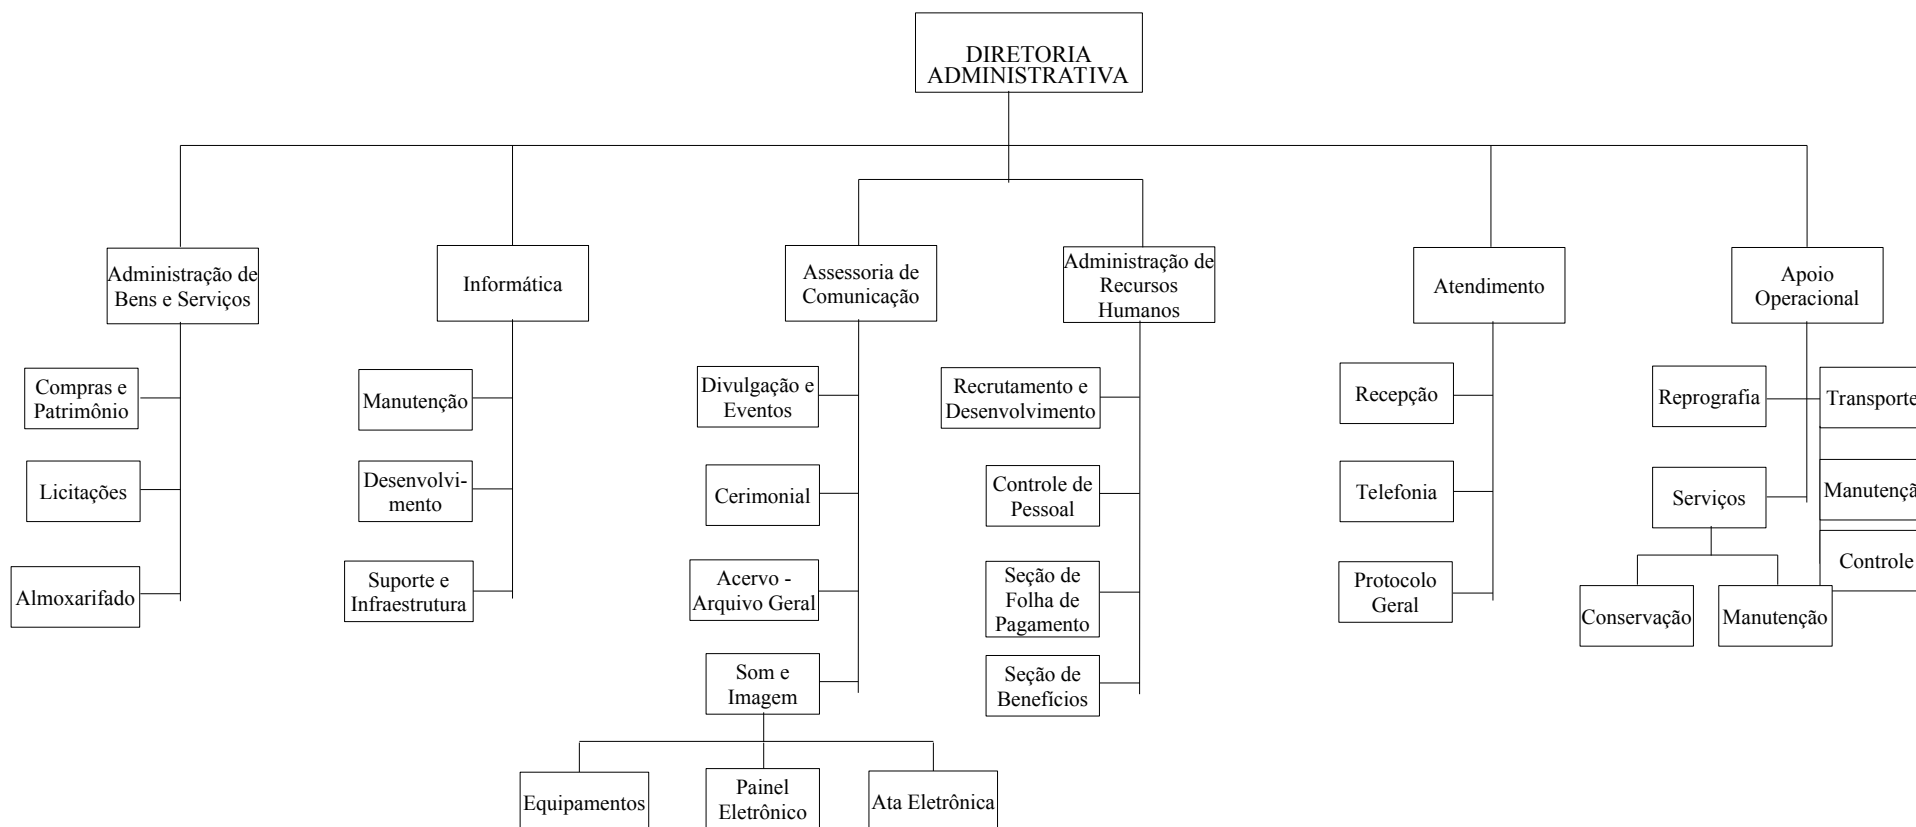 DIRETORIA
ADMINISTRATIVA
Administração de
Bens e Serviços
Informática
Assessoria de
Comunicação
Administração de
Recursos
Humanos
Atendimento
Apoio
Operacional
Compras e
Patrimônio
Licitações
Almoxarifado
Manutenção
Desenvolvi-
mento
Suporte e
Infraestrutura
Divulgação e
Eventos
Cerimonial
Acervo -
Arquivo Geral
Som e
Imagem
Equipamentos
Painel
Eletrônico
Ata Eletrônica
Recrutamento e
Desenvolvimento
Controle de
Pessoal
Seção de
Folha de
Pagamento
Seção de
Benefícios
Recepção
Telefonia
Protocolo
Geral
Reprografia
Serviços
Conservação
Manutenção
Transporte
Manutençã
Controle